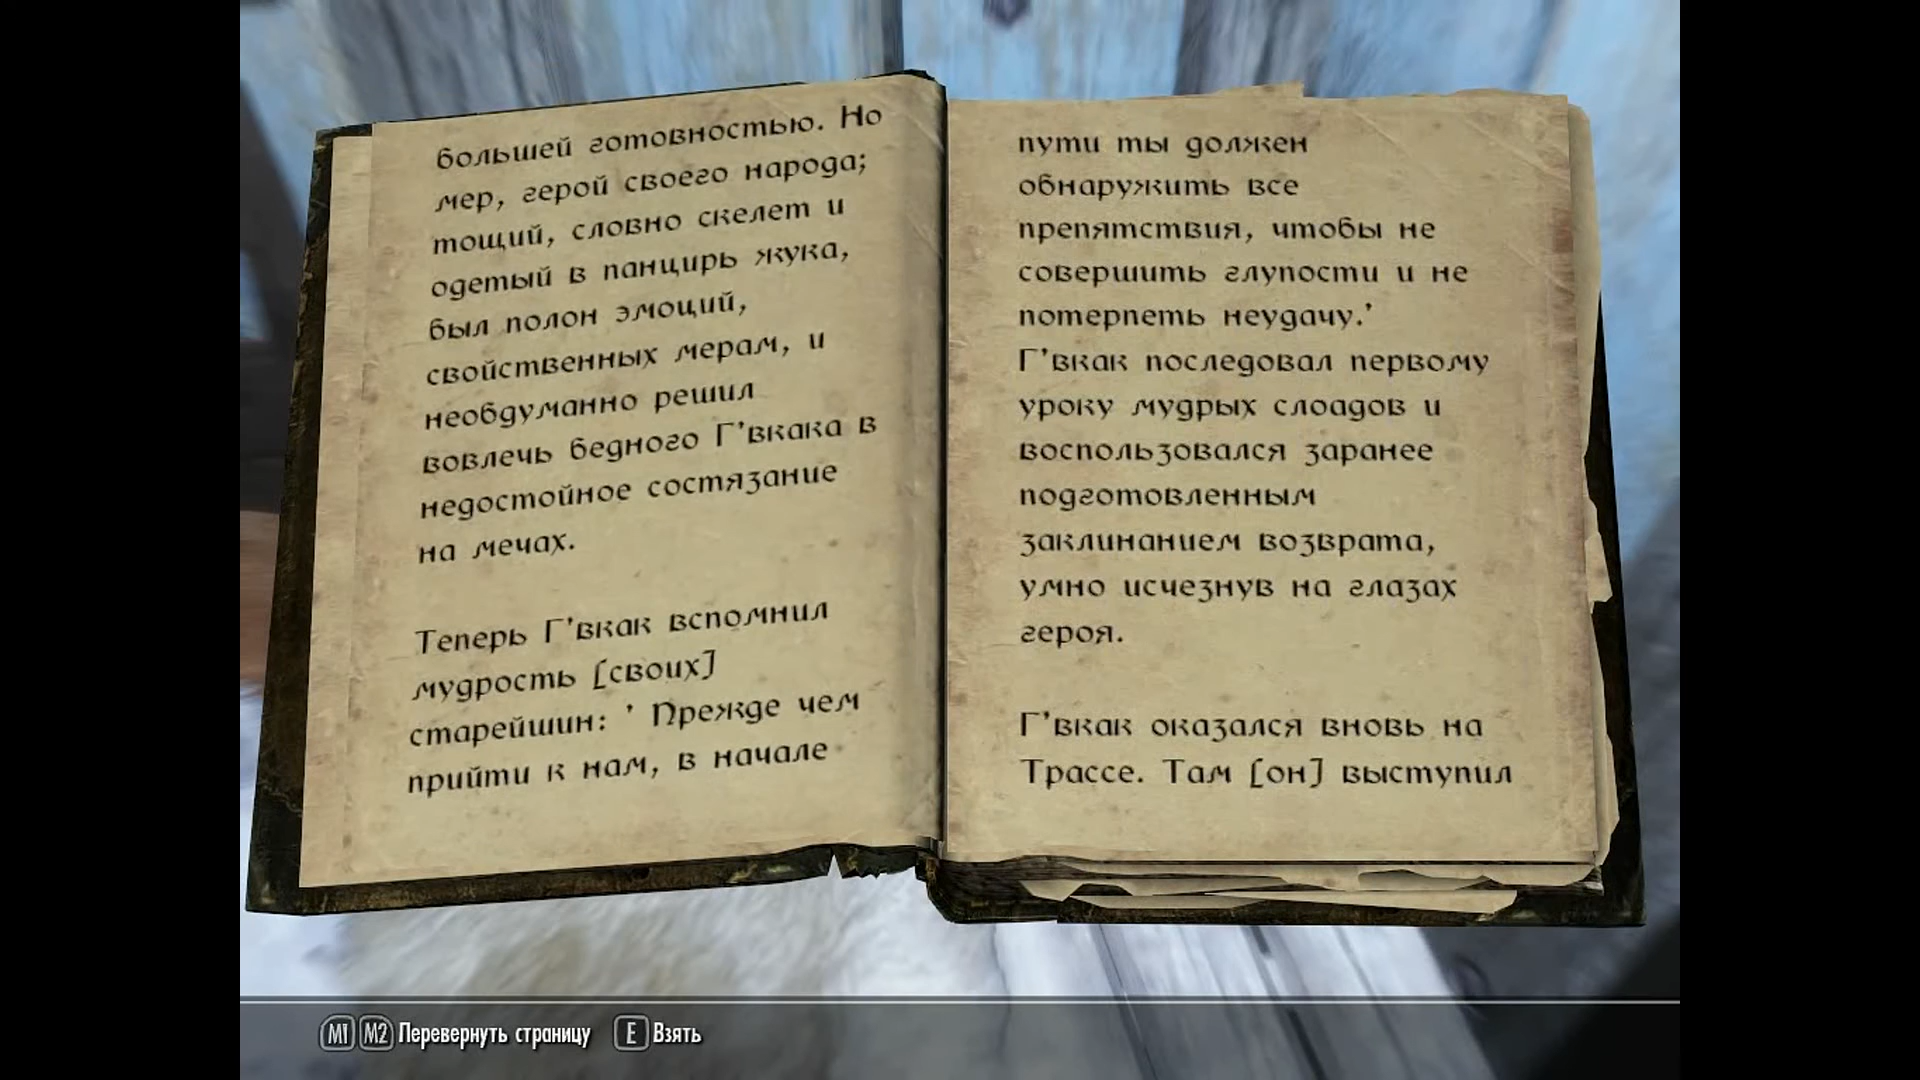 большей готовностью. Но
мер, герой своего народа;
тощий, словно скелет и
одетый в панцирь жука,
был полон эмоций,
свойственных мерам, и
необдуманно решил
вовлечь бедного Г'вкака в
недостойное состязание
на мечах.
Теперь Г'вкак вспомнил
мудрость [своих]
старейшин: ' Прежде чем
прийти к нам, в начале
пути ты должен
обнаружить все
препятствия, чтобы не
совершить глупости и не
потерпеть неудачу.'
Г'вкак последовал первому
уроку мудрых слоадов и
воспользовался заранее
подготовленным
заклинанием возврата,
умно исчезнув на глазах
героя.
Г'вкак оказался вновь на
Трассе. Там [он] выступил
M1 M2 Перевернуть страницу E Взять